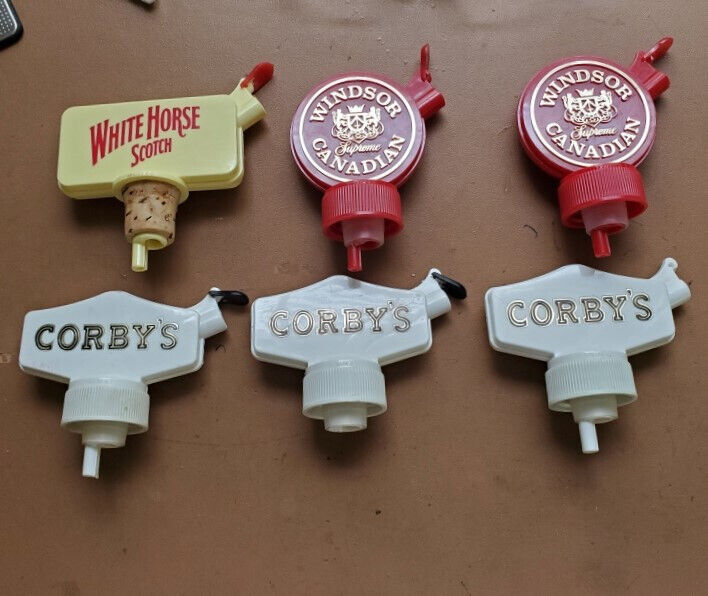 WHITE HORSE
SCOTCH
WINDSOR
Supreme
CANADIAN
WINDSOR
Supreme
CANADIAN
CORBY'S
CORBY'S
CORBY'S